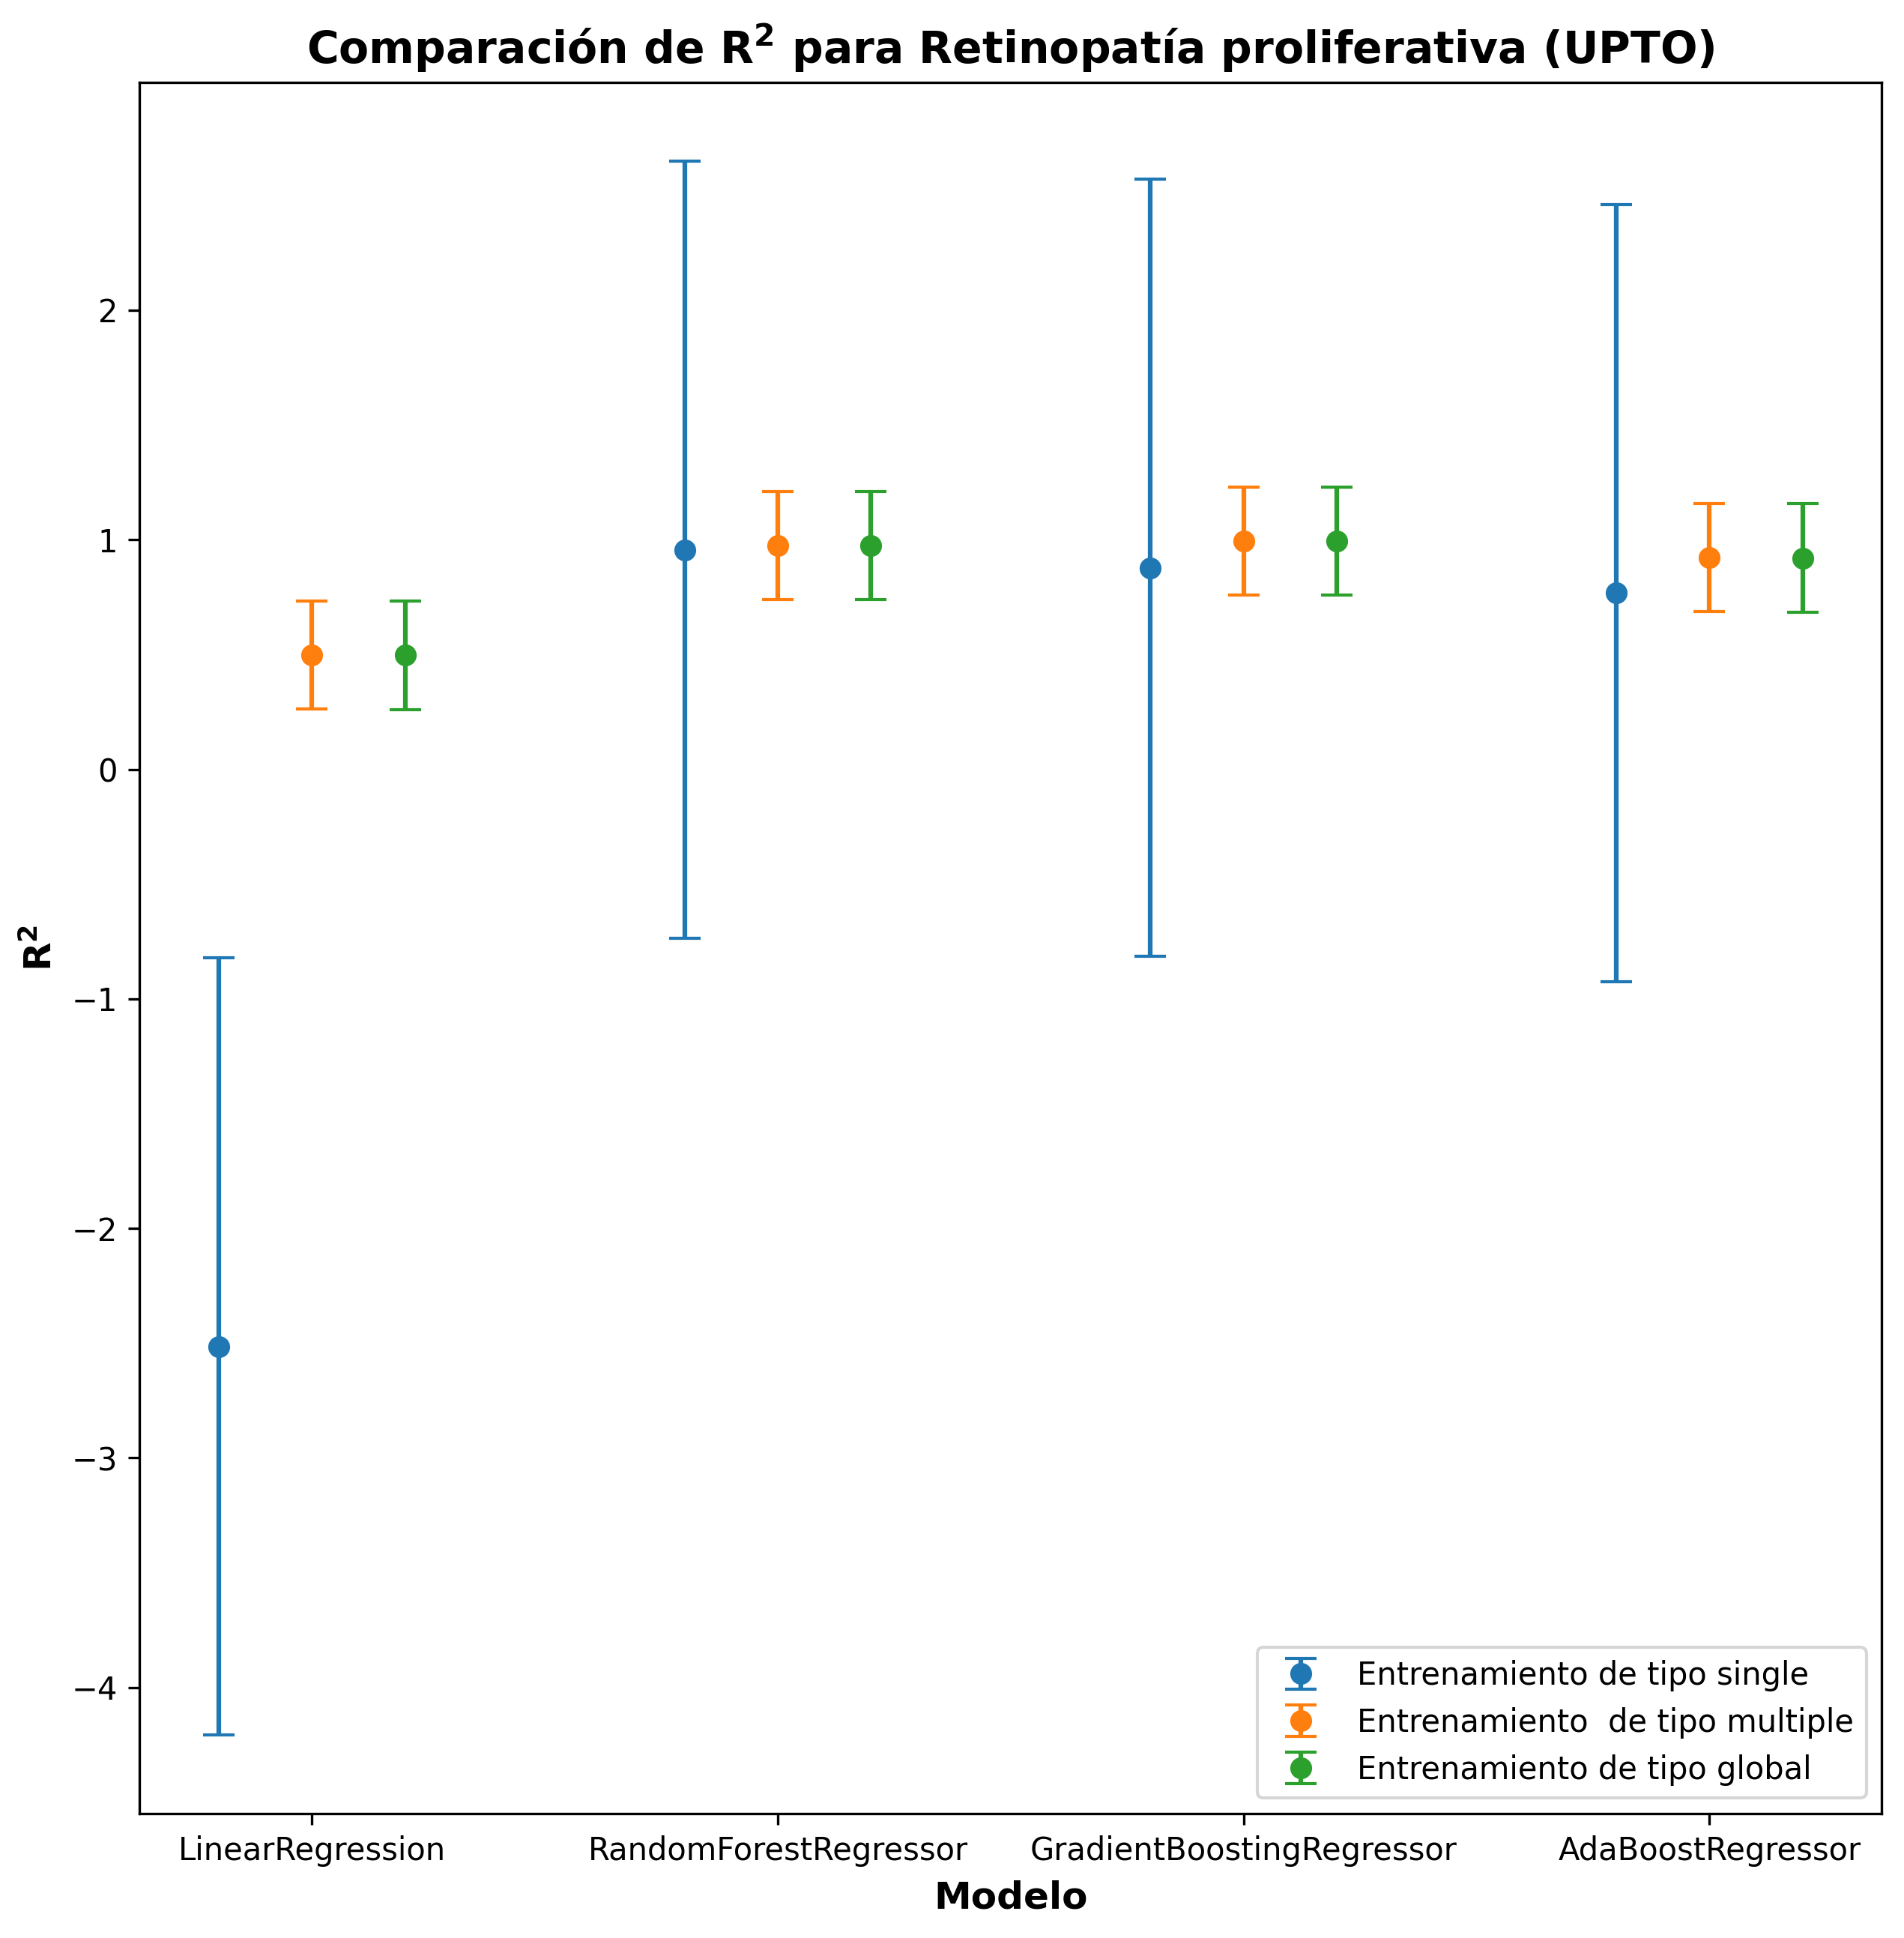 Comparación de R² para Retinopatía proliferativa (UPTO)
R²
2
1
0
−1
−2
−3
−4
LinearRegression
RandomForestRegressor
GradientBoostingRegressor
AdaBoostRegressor
Modelo
Entrenamiento de tipo single
Entrenamiento  de tipo multiple
Entrenamiento de tipo global